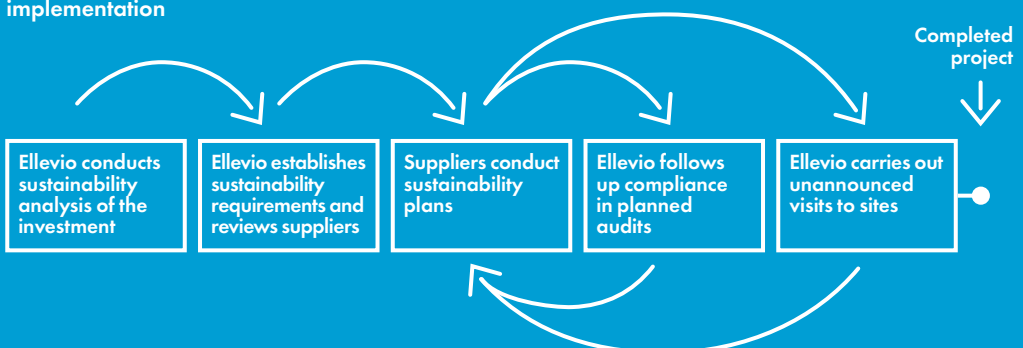 implementation
Completed
project
Ellevio conducts
sustainability
analysis of the
investment
Ellevio establishes
sustainability
requirements and
reviews suppliers
Suppliers conduct
sustainability
plans
Ellevio follows
up compliance
in planned
audits
Ellevio carries out
unannounced
visits to sites